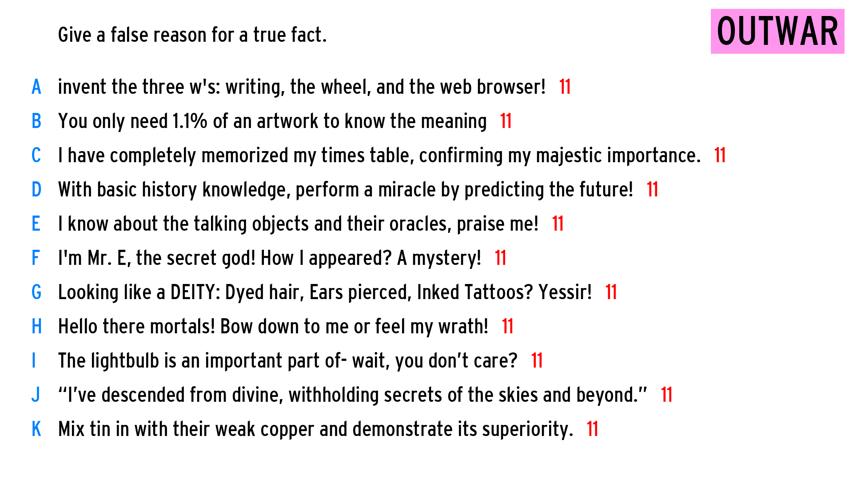 Give a false reason for a true fact.
OUTWAR
A invent the three w's: writing, the wheel, and the web browser! 11
B You only need 1.1% of an artwork to know the meaning 11
C I have completely memorized my times table, confirming my majestic importance. 11
D With basic history knowledge, perform a miracle by predicting the future! 11
E I know about the talking objects and their oracles, praise me! 11
F I'm Mr. E, the secret god! How I appeared? A mystery! 11
G Looking like a DEITY: Dyed hair, Ears pierced, Inked Tattoos? Yessir! 11
H Hello there mortals! Bow down to me or feel my wrath! 11
I The lightbulb is an important part of- wait, you don’t care? 11
J “I’ve descended from divine, withholding secrets of the skies and beyond.” 11
K Mix tin in with their weak copper and demonstrate its superiority. 11